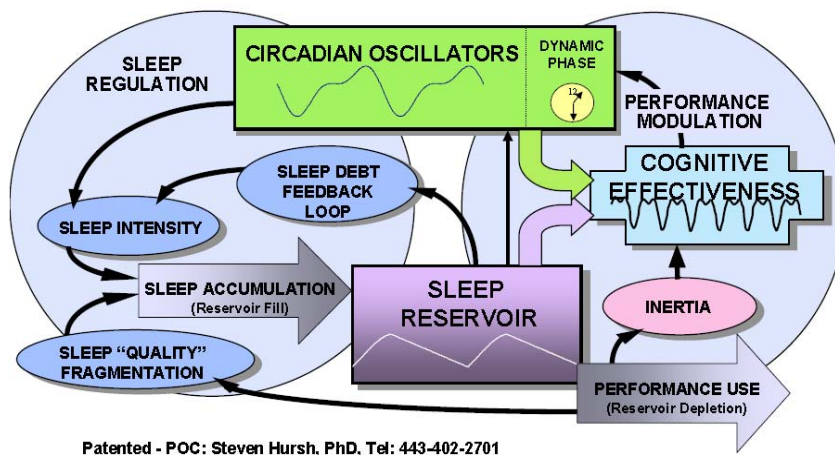 SLEEP
REGULATION
CIRCADIAN OSCILLATORS
DYNAMIC
PHASE
12
PERFORMANCE
MODULATION
COGNITIVE
EFFECTIVENESS
SLEEP DEBT
FEEDBACK
LOOP
SLEEP INTENSITY
SLEEP ACCUMULATION
(Reservoir Fill)
SLEEP
RESERVOIR
INERTIA
SLEEP “QUALITY”
FRAGMENTATION
PERFORMANCE USE
(Reservoir Depletion)
Patented - POC: Steven Hursh, PhD, Tel: 443-402-2701